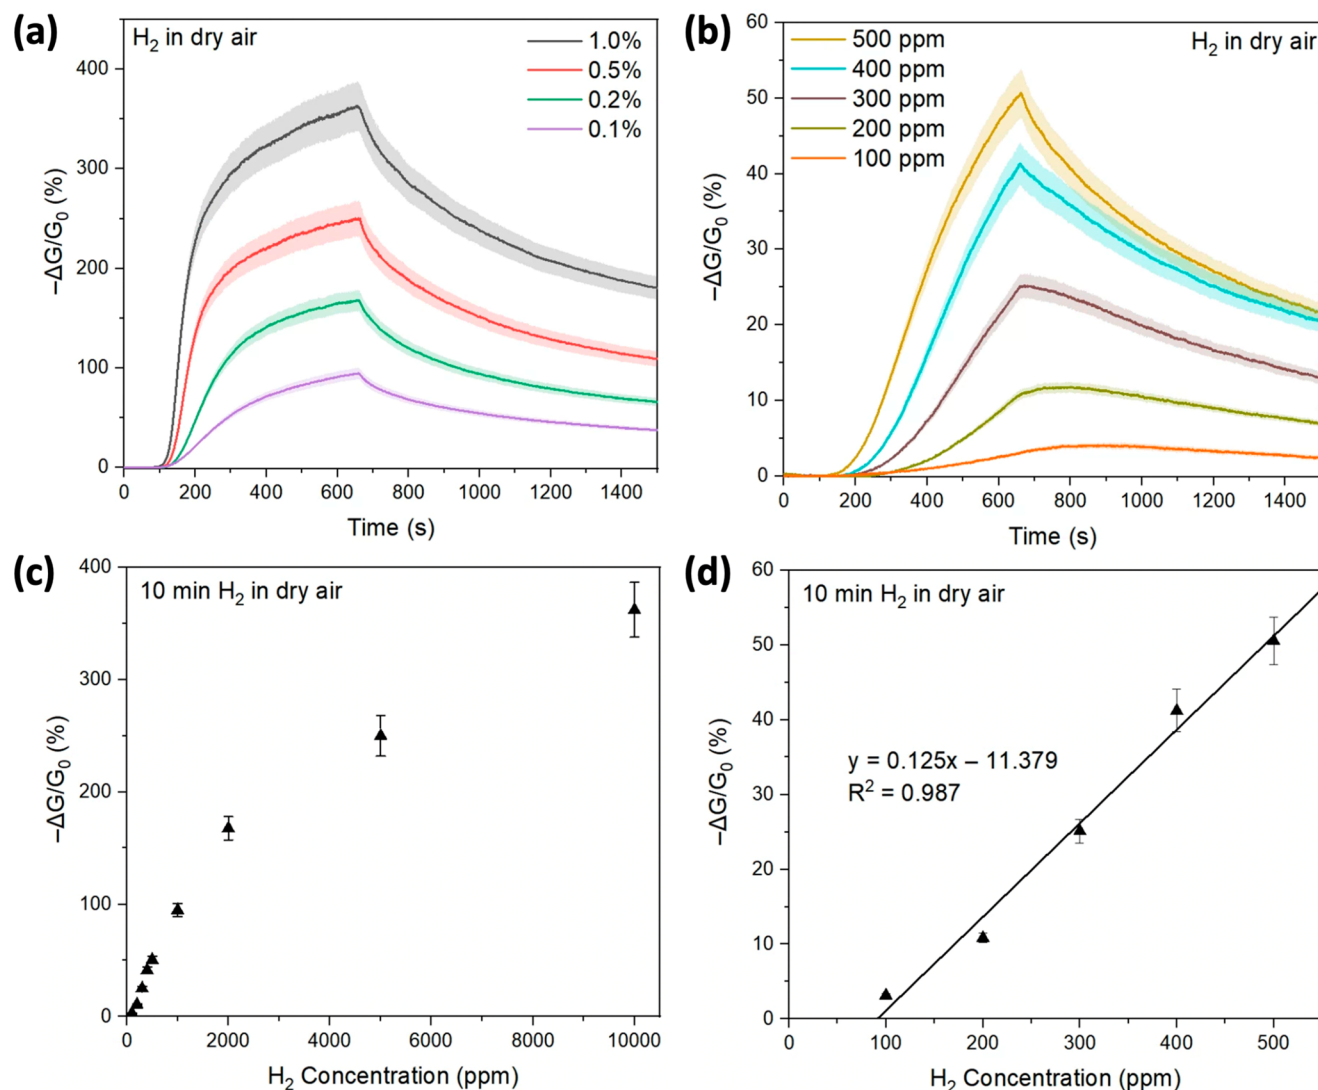 (a)
H₂ in dry air
1.0%
0.5%
0.2%
0.1%
−ΔG/G₀ (%)
400
300
200
100
0
0 200 400 600 800 1000 1200 1400
Time (s)
(b)
H₂ in dry air
500 ppm
400 ppm
300 ppm
200 ppm
100 ppm
−ΔG/G₀ (%)
60
50
40
30
20
10
0
0 200 400 600 800 1000 1200 1400
Time (s)
(c)
10 min H₂ in dry air
−ΔG/G₀ (%)
400
300
200
100
0
0 2000 4000 6000 8000 10000
H₂ Concentration (ppm)
(d)
10 min H₂ in dry air
y = 0.125x – 11.379
R² = 0.987
−ΔG/G₀ (%)
60
50
40
30
20
10
0
0 100 200 300 400 500
H₂ Concentration (ppm)